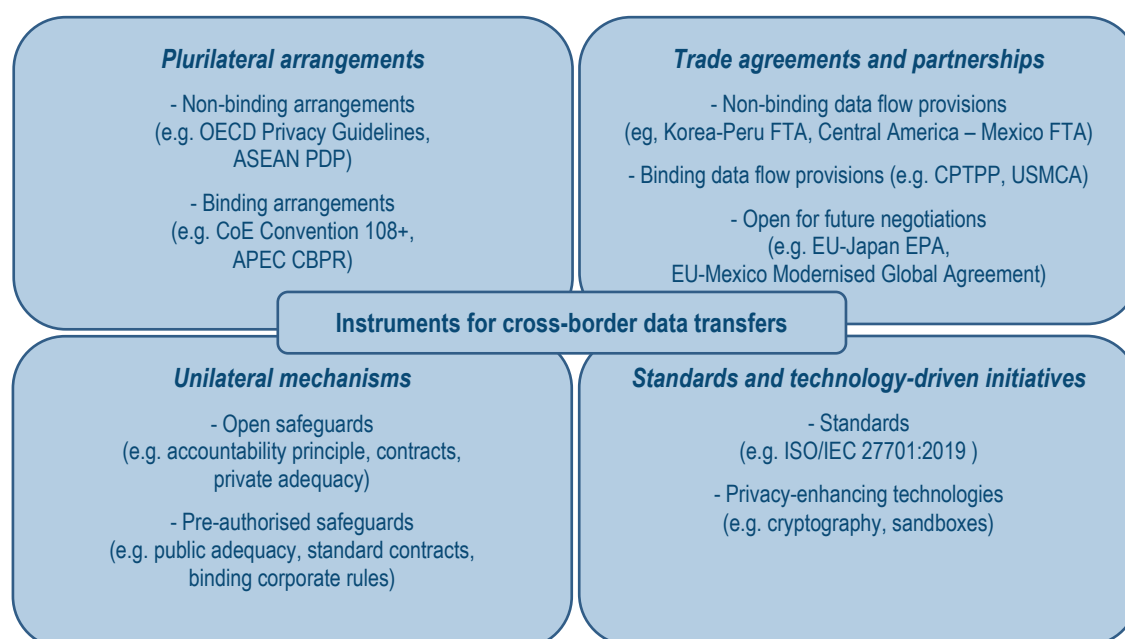 Plurilateral arrangements
- Non-binding arrangements
(e.g. OECD Privacy Guidelines,
ASEAN PDP)
- Binding arrangements
(e.g. CoE Convention 108+,
APEC CBPR)
Trade agreements and partnerships
- Non-binding data flow provisions
(eg, Korea-Peru FTA, Central America – Mexico FTA)
- Binding data flow provisions (e.g. CPTPP, USMCA)
- Open for future negotiations
(e.g. EU-Japan EPA,
EU-Mexico Modernised Global Agreement)
Instruments for cross-border data transfers
Unilateral mechanisms
- Open safeguards
(e.g. accountability principle, contracts,
private adequacy)
- Pre-authorised safeguards
(e.g. public adequacy, standard contracts,
binding corporate rules)
Standards and technology-driven initiatives
- Standards
(e.g. ISO/IEC 27701:2019 )
- Privacy-enhancing technologies
(e.g. cryptography, sandboxes)